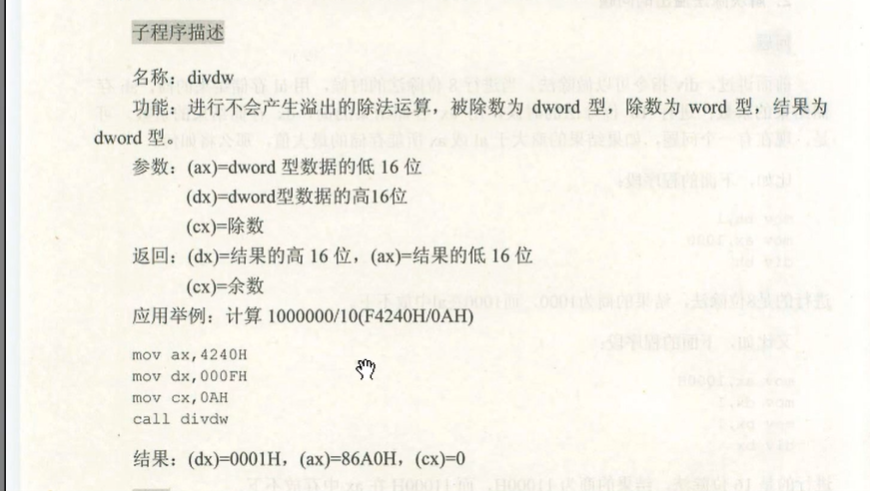 子程序描述
名称：divdw
功能：进行不会产生溢出的除法运算，被除数为 dword 型，除数为 word 型，结果为
dword 型。
参数：(ax)=dword 型数据的低 16 位
(dx)=dword型数据的高16位
(cx)=除数
返回：(dx)=结果的高 16 位，(ax)=结果的低 16 位
(cx)=余数
应用举例：计算 1000000/10(F4240H/0AH)
mov ax,4240H
mov dx,000FH
mov cx,0AH
call divdw
结果：(dx)=0001H，(ax)=86A0H，(cx)=0